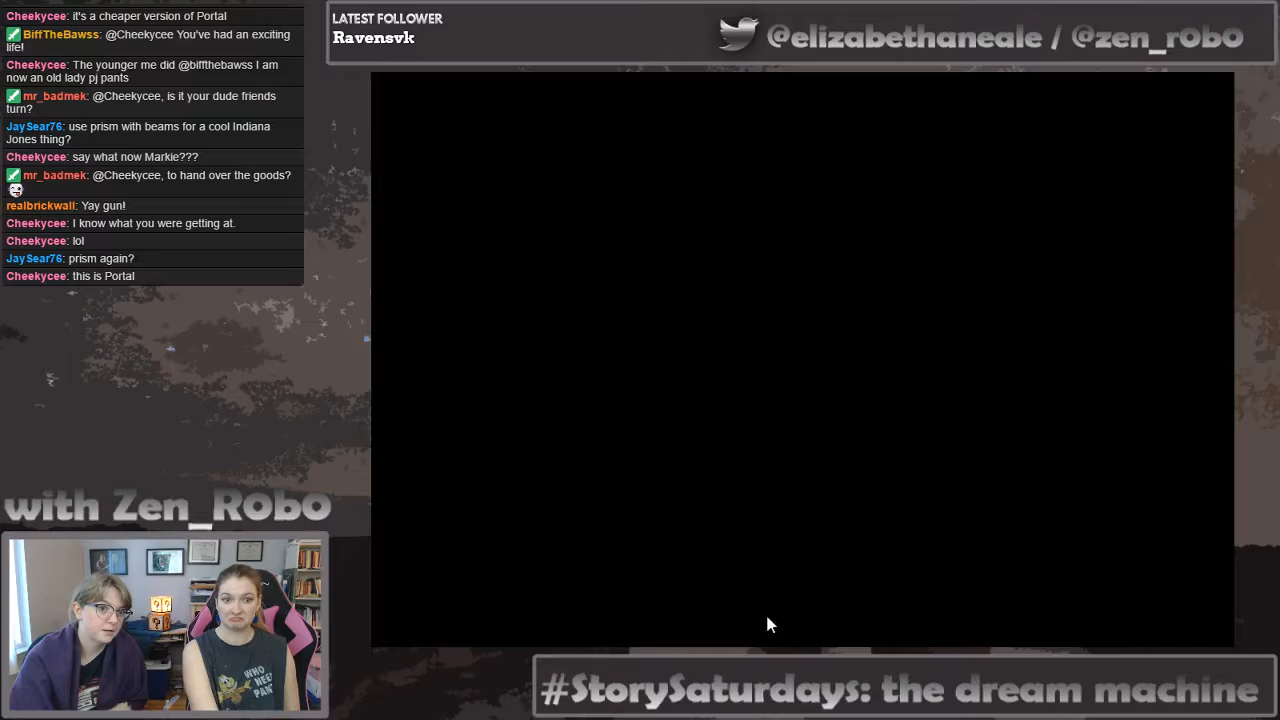 Cheekycee: it's a cheaper version of Portal
BiffTheBawss: @Cheekycee You've had an exciting
life!
Cheekycee: The younger me did @biffthebawss I am
now an old lady pj pants
mr_badmek: @Cheekycee, is it your dude friends
turn?
JaySear76: use prism with beams for a cool Indiana
Jones thing?
Cheekycee: say what now Markie???
mr_badmek: @Cheekycee, to hand over the goods?
realbrickwall: Yay gun!
Cheekycee: I know what you were getting at.
Cheekycee: lol
JaySear76: prism again?
Cheekycee: this is Portal
LATEST FOLLOWER
Ravensvk
@elizabethaneale / @zen_r0b0
with Zen_R0b0
WHO
#StorySaturdays: the dream machine